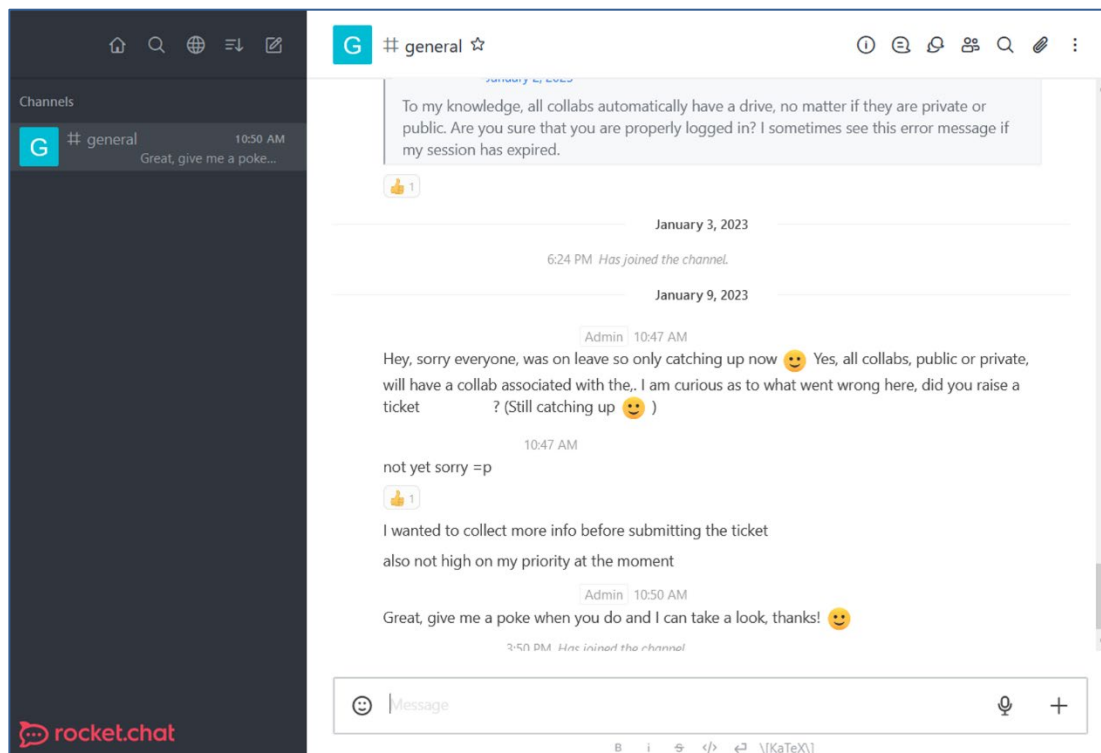 G # general
Channels
G # general 10:50 AM
Great, give me a poke...
January 2, 2023
To my knowledge, all collabs automatically have a drive, no matter if they are private or
public. Are you sure that you are properly logged in? I sometimes see this error message if
my session has expired.
👍 1
January 3, 2023
6:24 PM Has joined the channel.
January 9, 2023
Admin 10:47 AM
Hey, sorry everyone, was on leave so only catching up now 🙂 Yes, all collabs, public or private,
will have a collab associated with the,. I am curious as to what went wrong here, did you raise a
ticket ? (Still catching up 🙂 )
10:47 AM
not yet sorry =p
👍 1
I wanted to collect more info before submitting the ticket
also not high on my priority at the moment
Admin 10:50 AM
Great, give me a poke when you do and I can take a look, thanks! 🙂
3:50 PM Has joined the channel
Message
rocket.chat
B i S </> \[KaTeX\]